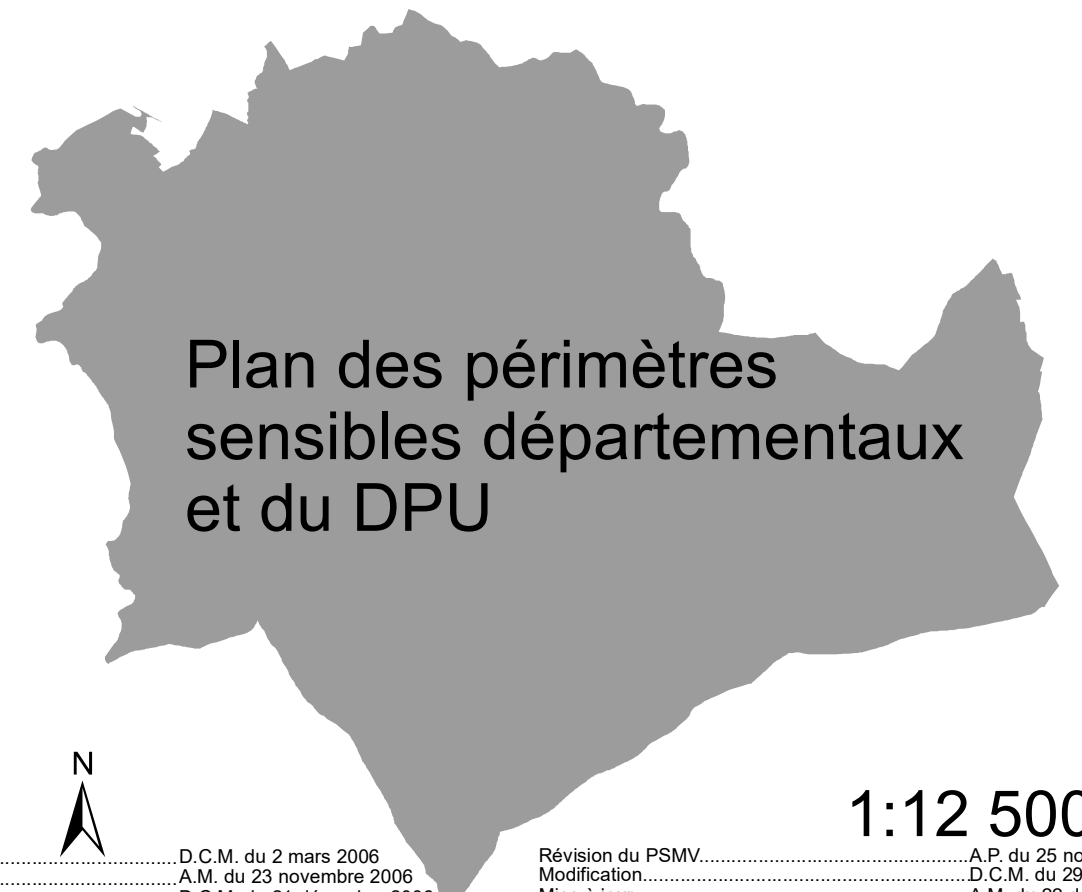 Plan des périmètres
sensibles départementaux
et du DPU
N
1:12 500
D.C.M. du 2 mars 2006
A.M. du 23 novembre 2006
Révision du PSMV A.P. du 25
Modification D.C.M. du 29